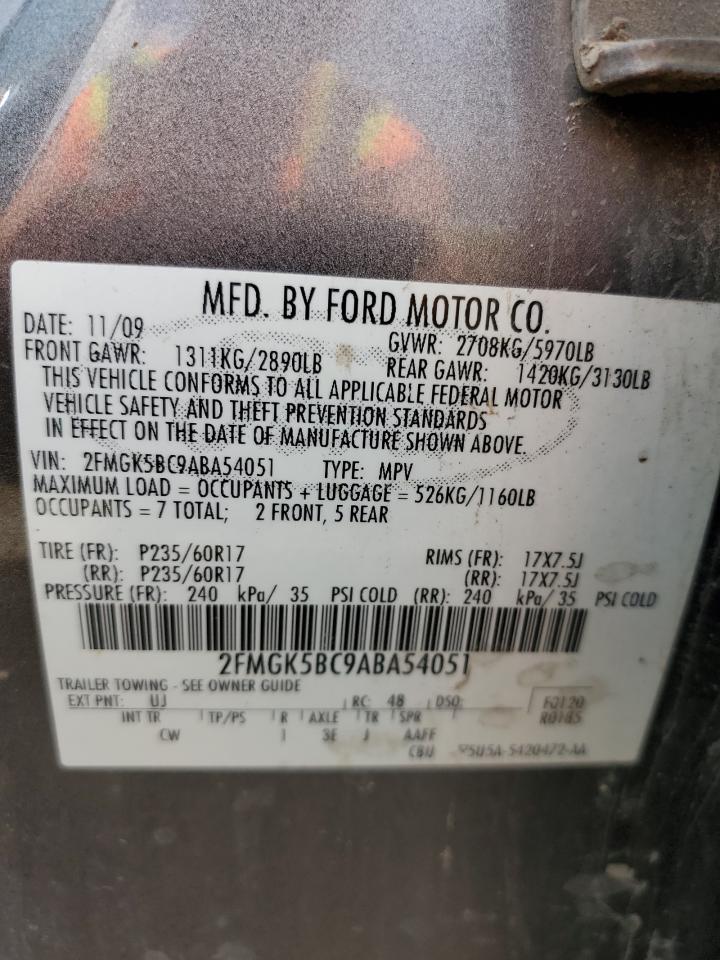 MFD. BY FORD MOTOR CO.
DATE: 11/09 GVWR: 2708KG/5970LB
FRONT GAWR: 1311KG/2890LB REAR GAWR: 1420KG/3130LB
THIS VEHICLE CONFORMS TO ALL APPLICABLE FEDERAL MOTOR
VEHICLE SAFETY AND THEFT PREVENTION STANDARDS
IN EFFECT ON THE DATE OF MANUFACTURE SHOWN ABOVE.
VIN: 2FMGK5BC9ABA54051 TYPE: MPV
MAXIMUM LOAD = OCCUPANTS + LUGGAGE = 526KG/1160LB
OCCUPANTS = 7 TOTAL; 2 FRONT, 5 REAR
TIRE (FR): P235/60R17 RIMS (FR): 17X7.5J
(RR): P235/60R17 (RR): 17X7.5J
PRESSURE (FR): 240 kPa/ 35 PSI COLD (RR): 240 kPa/ 35 PSI COLD
2FMGK5BC9ABA54051
TRAILER TOWING - SEE OWNER GUIDE
EXT PNT: UJ RC: 48 DSO: F0120
INT TR TP/PS R AXLE TR SPR R0185
CW I 3E J AAFF
CBU 5U5A-5420472-AA